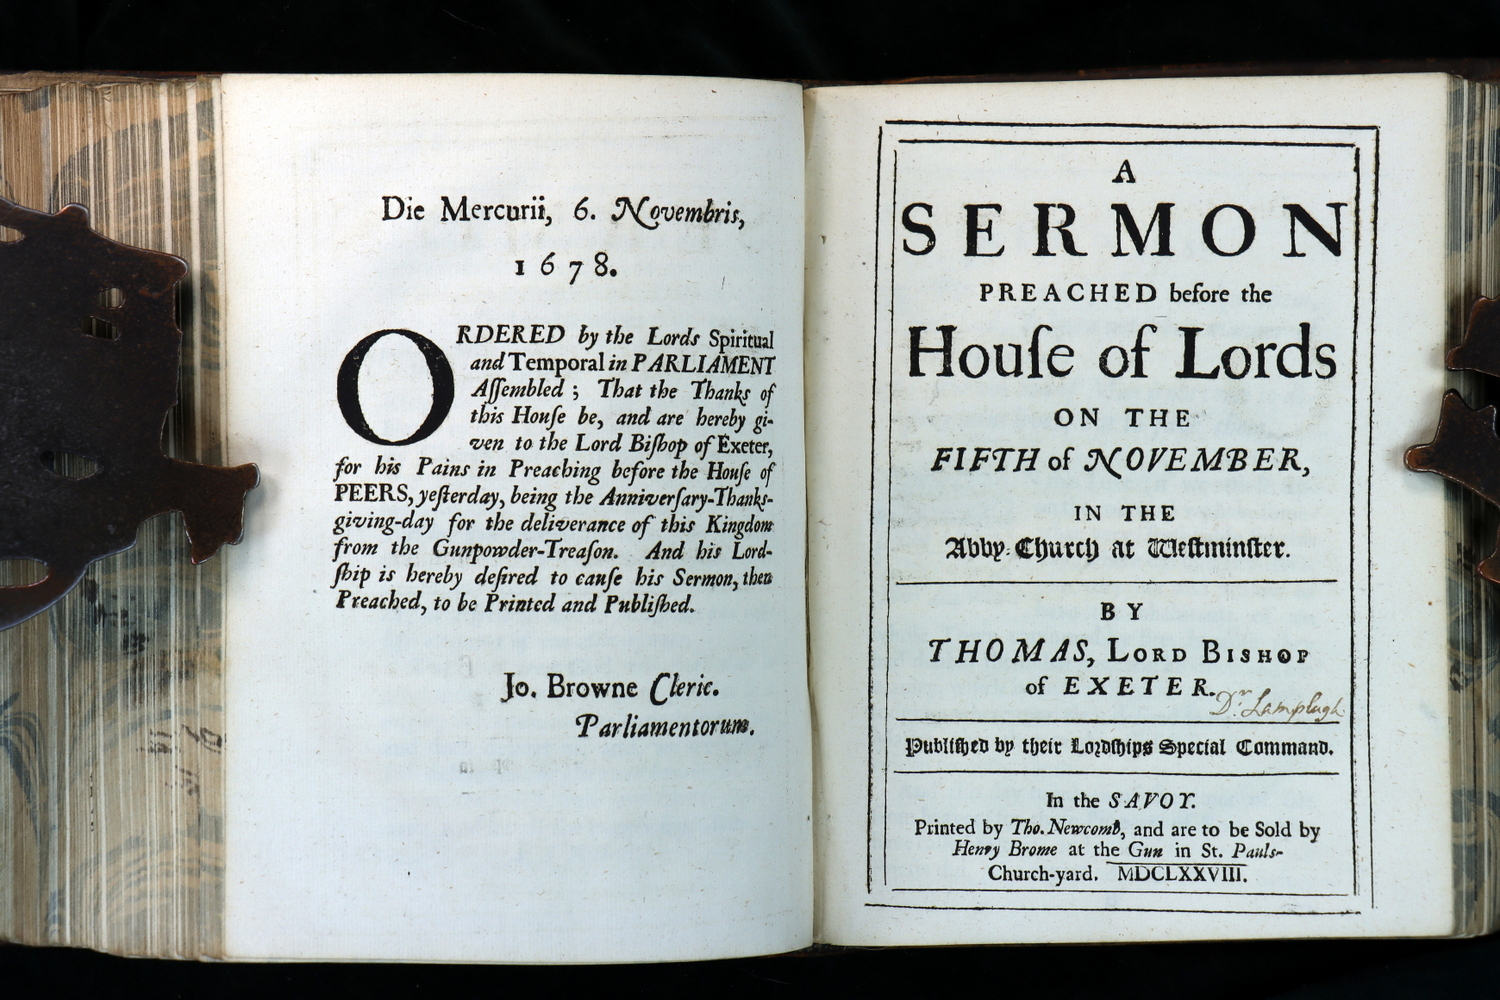 Die Mercurii, 6. Novembris,
1678.
ORDERED by the Lords Spiritual
and Temporal in PARLIAMENT
Aſſembled ; That the Thanks of
this Houſe be, and are hereby gi-
ven to the Lord Biſhop of Exeter,
for his Pains in Preaching before the Houſe of
PEERS, yeſterday, being the Anniverſary-Thankſ-
giving-day for the deliverance of this Kingdom
from the Gunpowder-Treaſon. And his Lord-
ſhip is hereby deſired to cauſe his Sermon, then
Preached, to be Printed and Publiſhed.
Jo. Browne Cleric.
Parliamentorum.
A
SERMON
PREACHED before the
Houſe of Lords
ON THE
FIFTH of NOVEMBER,
IN THE
Abby-Church at Weſtminſter.
BY
THOMAS, LORD BISHOP
of EXETER.
Dr. Lamplugh
Publiſhed by their Lordſhips Special Command.
In the SAVOY.
Printed by Tho. Newcomb, and are to be Sold by
Henry Brome at the Gun in St. Pauls-
Church-yard. MDCLXXVIII.